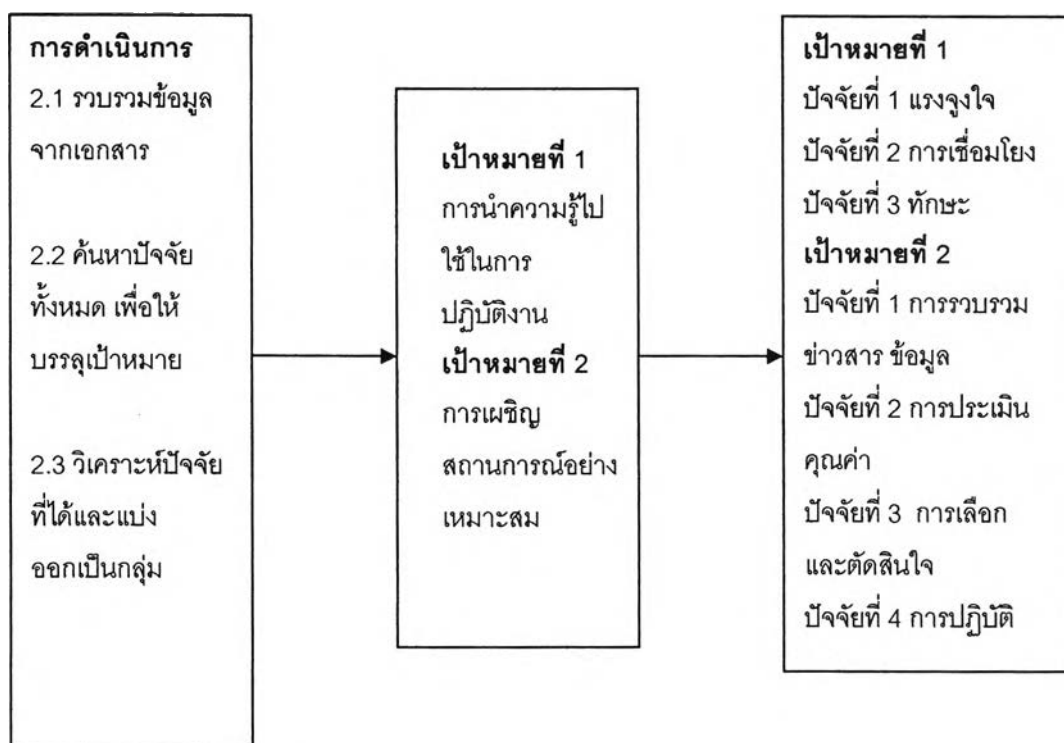 การดำเนินการ
2.1 รวบรวมข้อมูล
จากเอกสาร
2.2 ค้นหาปัจจัย
ทั้งหมด เพื่อให้
บรรลุเป้าหมาย
2.3 วิเคราะห์ปัจจัย
ที่ได้และแบ่ง
ออกเป็นกลุ่ม
เป้าหมายที่ 1
การนำความรู้ไป
ใช้ในการ
ปฏิบัติงาน
เป้าหมายที่ 2
การเผชิญ
สถานการณ์อย่าง
เหมาะสม
เป้าหมายที่ 1
ปัจจัยที่ 1 แรงจูงใจ
ปัจจัยที่ 2 การเชื่อมโยง
ปัจจัยที่ 3 ทักษะ
เป้าหมายที่ 2
ปัจจัยที่ 1 การรวบรวม
ข่าวสาร ข้อมูล
ปัจจัยที่ 2 การประเมิน
คุณค่า
ปัจจัยที่ 3 การเลือก
และตัดสินใจ
ปัจจัยที่ 4 การปฏิบัติ